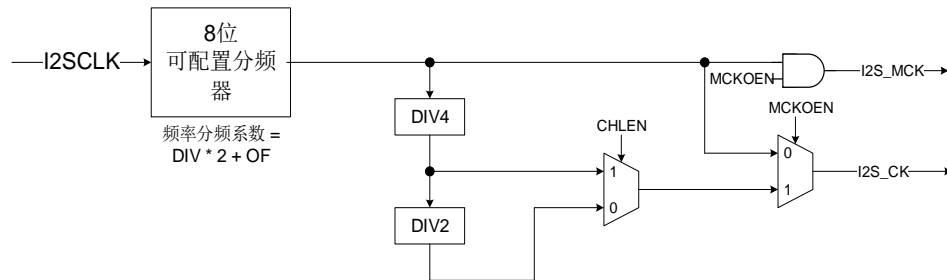 I2SCLK
8位
可配置分频
器
频率分频系数 =
DIV * 2 + OF
DIV4
DIV2
CHLEN
1
0
MCKOEN
I2S_MCK
MCKOEN
0
1
I2S_CK